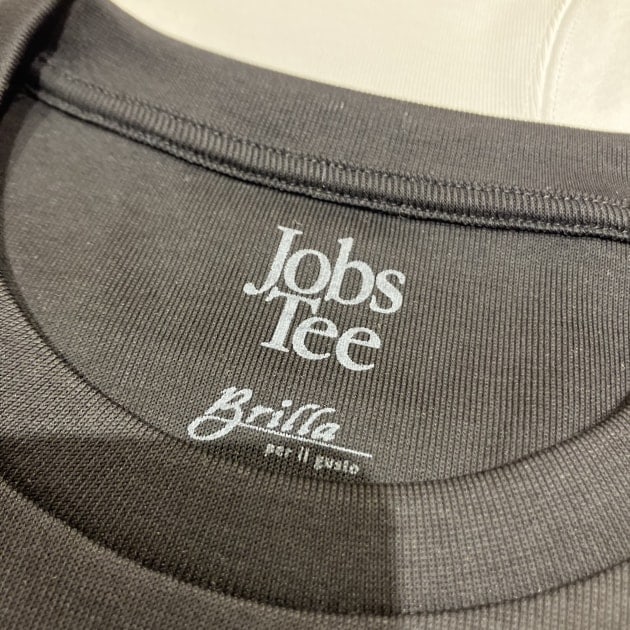 Jobs
Tee
Brilla
per il gusto